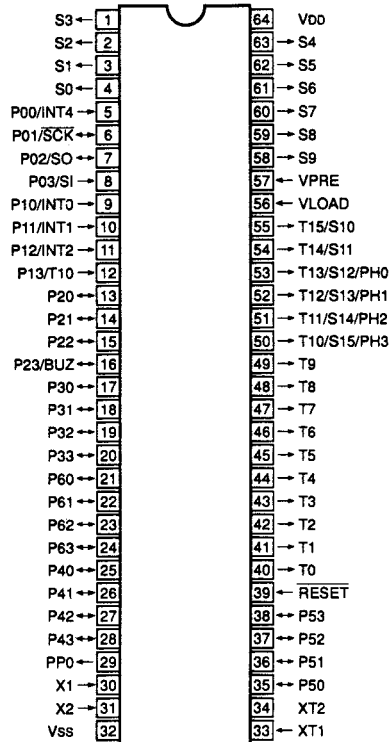 S3 1 64 VDD
S2 2 63 S4
S1 3 62 S5
S0 4 61 S6
P00/INT4 5 60 S7
P01/SCK 6 59 S8
P02/SO 7 58 S9
P03/SI 8 57 VPRE
P10/INT0 9 56 VLOAD
P11/INT1 10 55 T15/S10
P12/INT2 11 54 T14/S11
P13/T10 12 53 T13/S12/PH0
P20 13 52 T12/S13/PH1
P21 14 51 T11/S14/PH2
P22 15 50 T10/S15/PH3
P23/BUZ 16 49 T9
P30 17 48 T8
P31 18 47 T7
P32 19 46 T6
P33 20 45 T5
P60 21 44 T4
P61 22 43 T3
P62 23 42 T2
P63 24 41 T1
P40 25 40 T0
P41 26 39 RESET
P42 27 38 P53
P43 28 37 P52
PP0 29 36 P51
X1 30 35 P50
X2 31 34 XT2
Vss 32 33 XT1